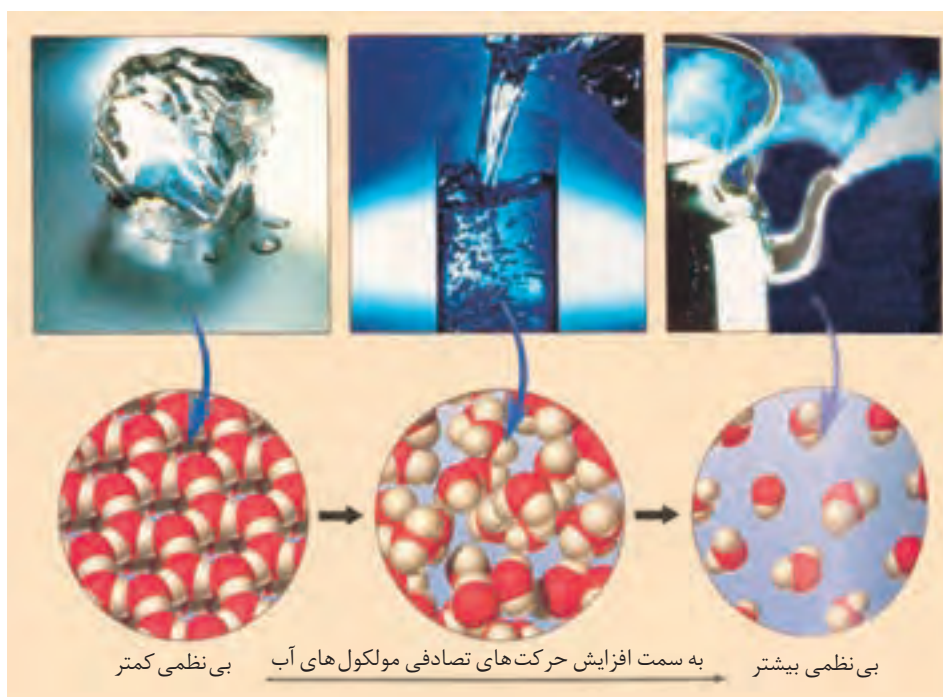 بی‌نظمی بیشتر
به سمت افزایش حرکت‌های تصادفی مولکول‌های آب
بی‌نظمی کمتر